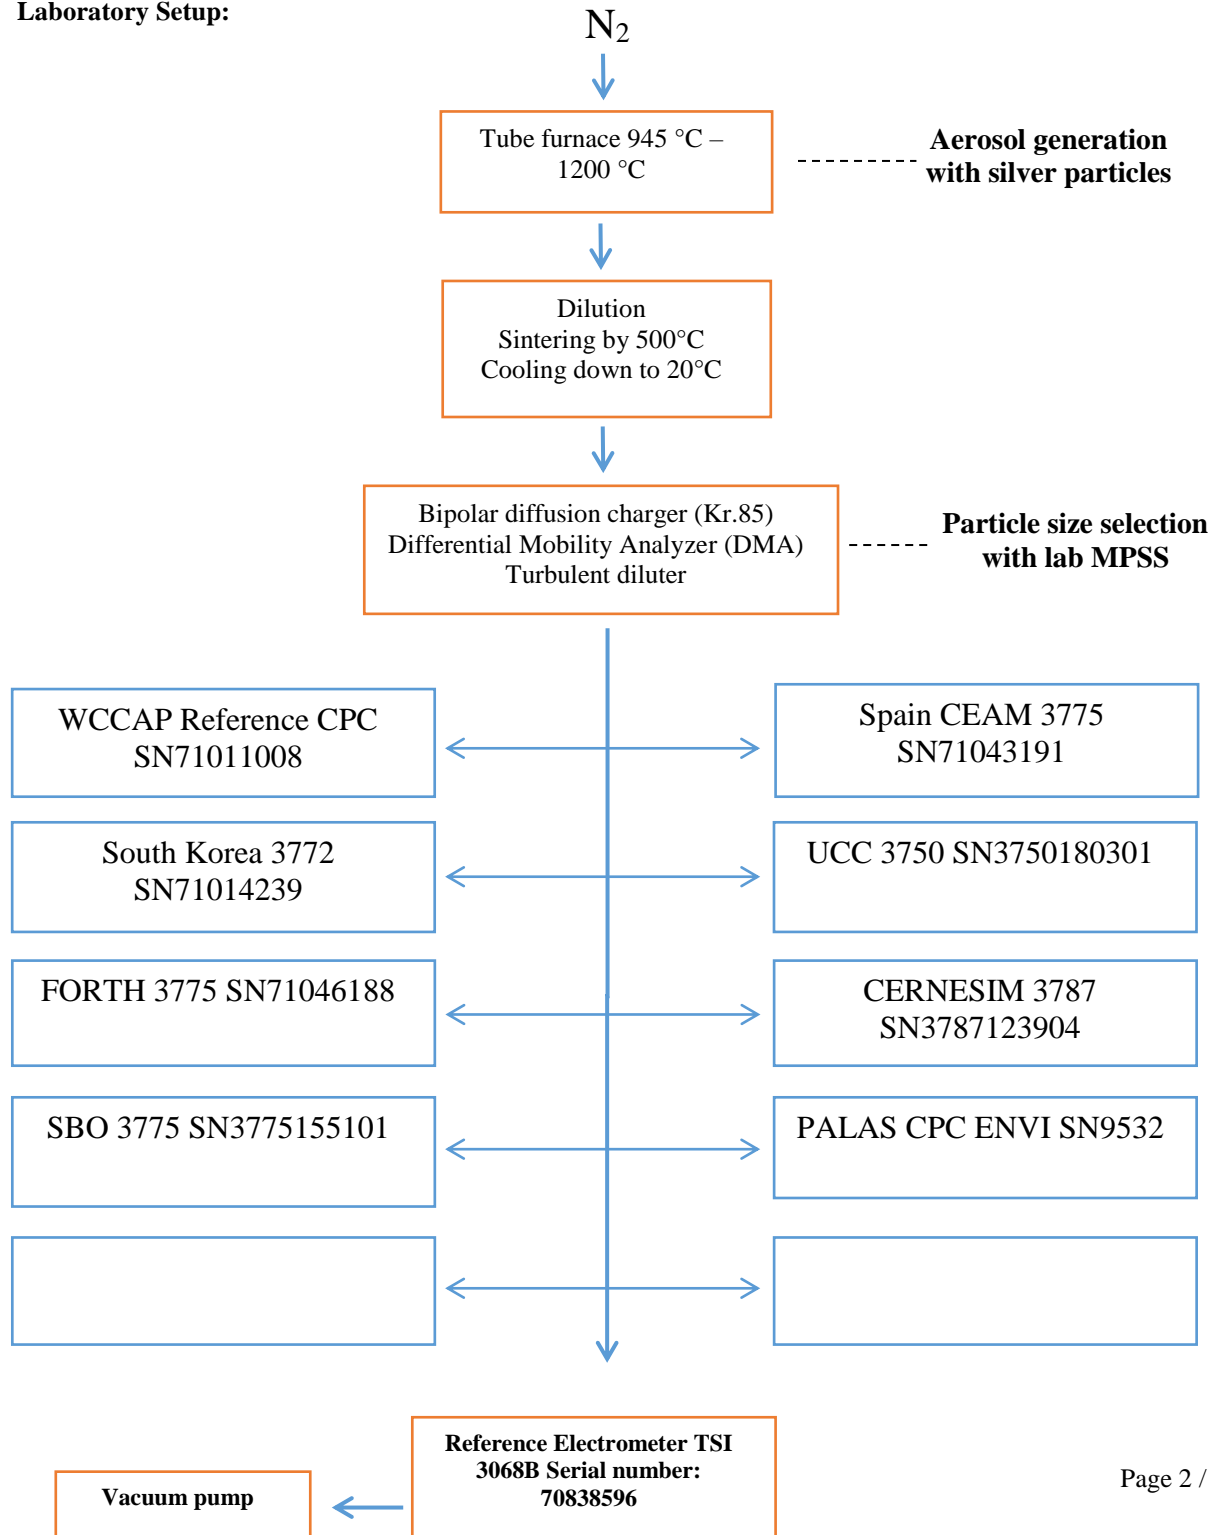 Laboratory Setup:
N₂
Tube furnace 945 °C –
1200 °C
Aerosol generation
with silver particles
Dilution
Sintering by 500°C
Cooling down to 20°C
Bipolar diffusion charger (Kr.85)
Differential Mobility Analyzer (DMA)
Turbulent diluter
Particle size selection
with lab MPSS
WCCAP Reference CPC
SN71011008
Spain CEAM 3775
SN71043191
South Korea 3772
SN71014239
UCC 3750 SN3750180301
FORTH 3775 SN71046188
CERNESIM 3787
SN3787123904
SBO 3775 SN3775155101
PALAS CPC ENVI SN9532
Reference Electrometer TSI
3068B Serial number:
70838596
Vacuum pump
Page 2 /